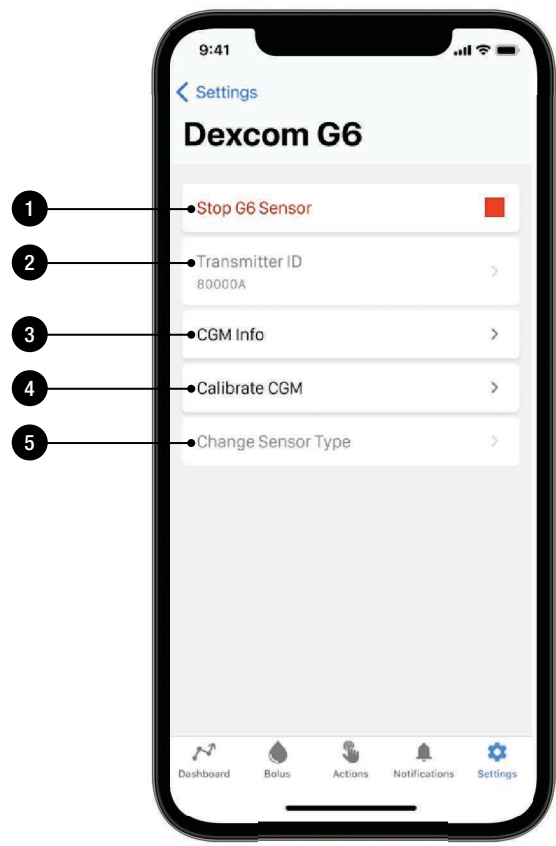 9:41
Settings
Dexcom G6
1
Stop G6 Sensor
2
Transmitter ID
80000A
3
CGM Info
4
Calibrate CGM
5
Change Sensor Type
Dashboard Bolus Actions Notifications Settings